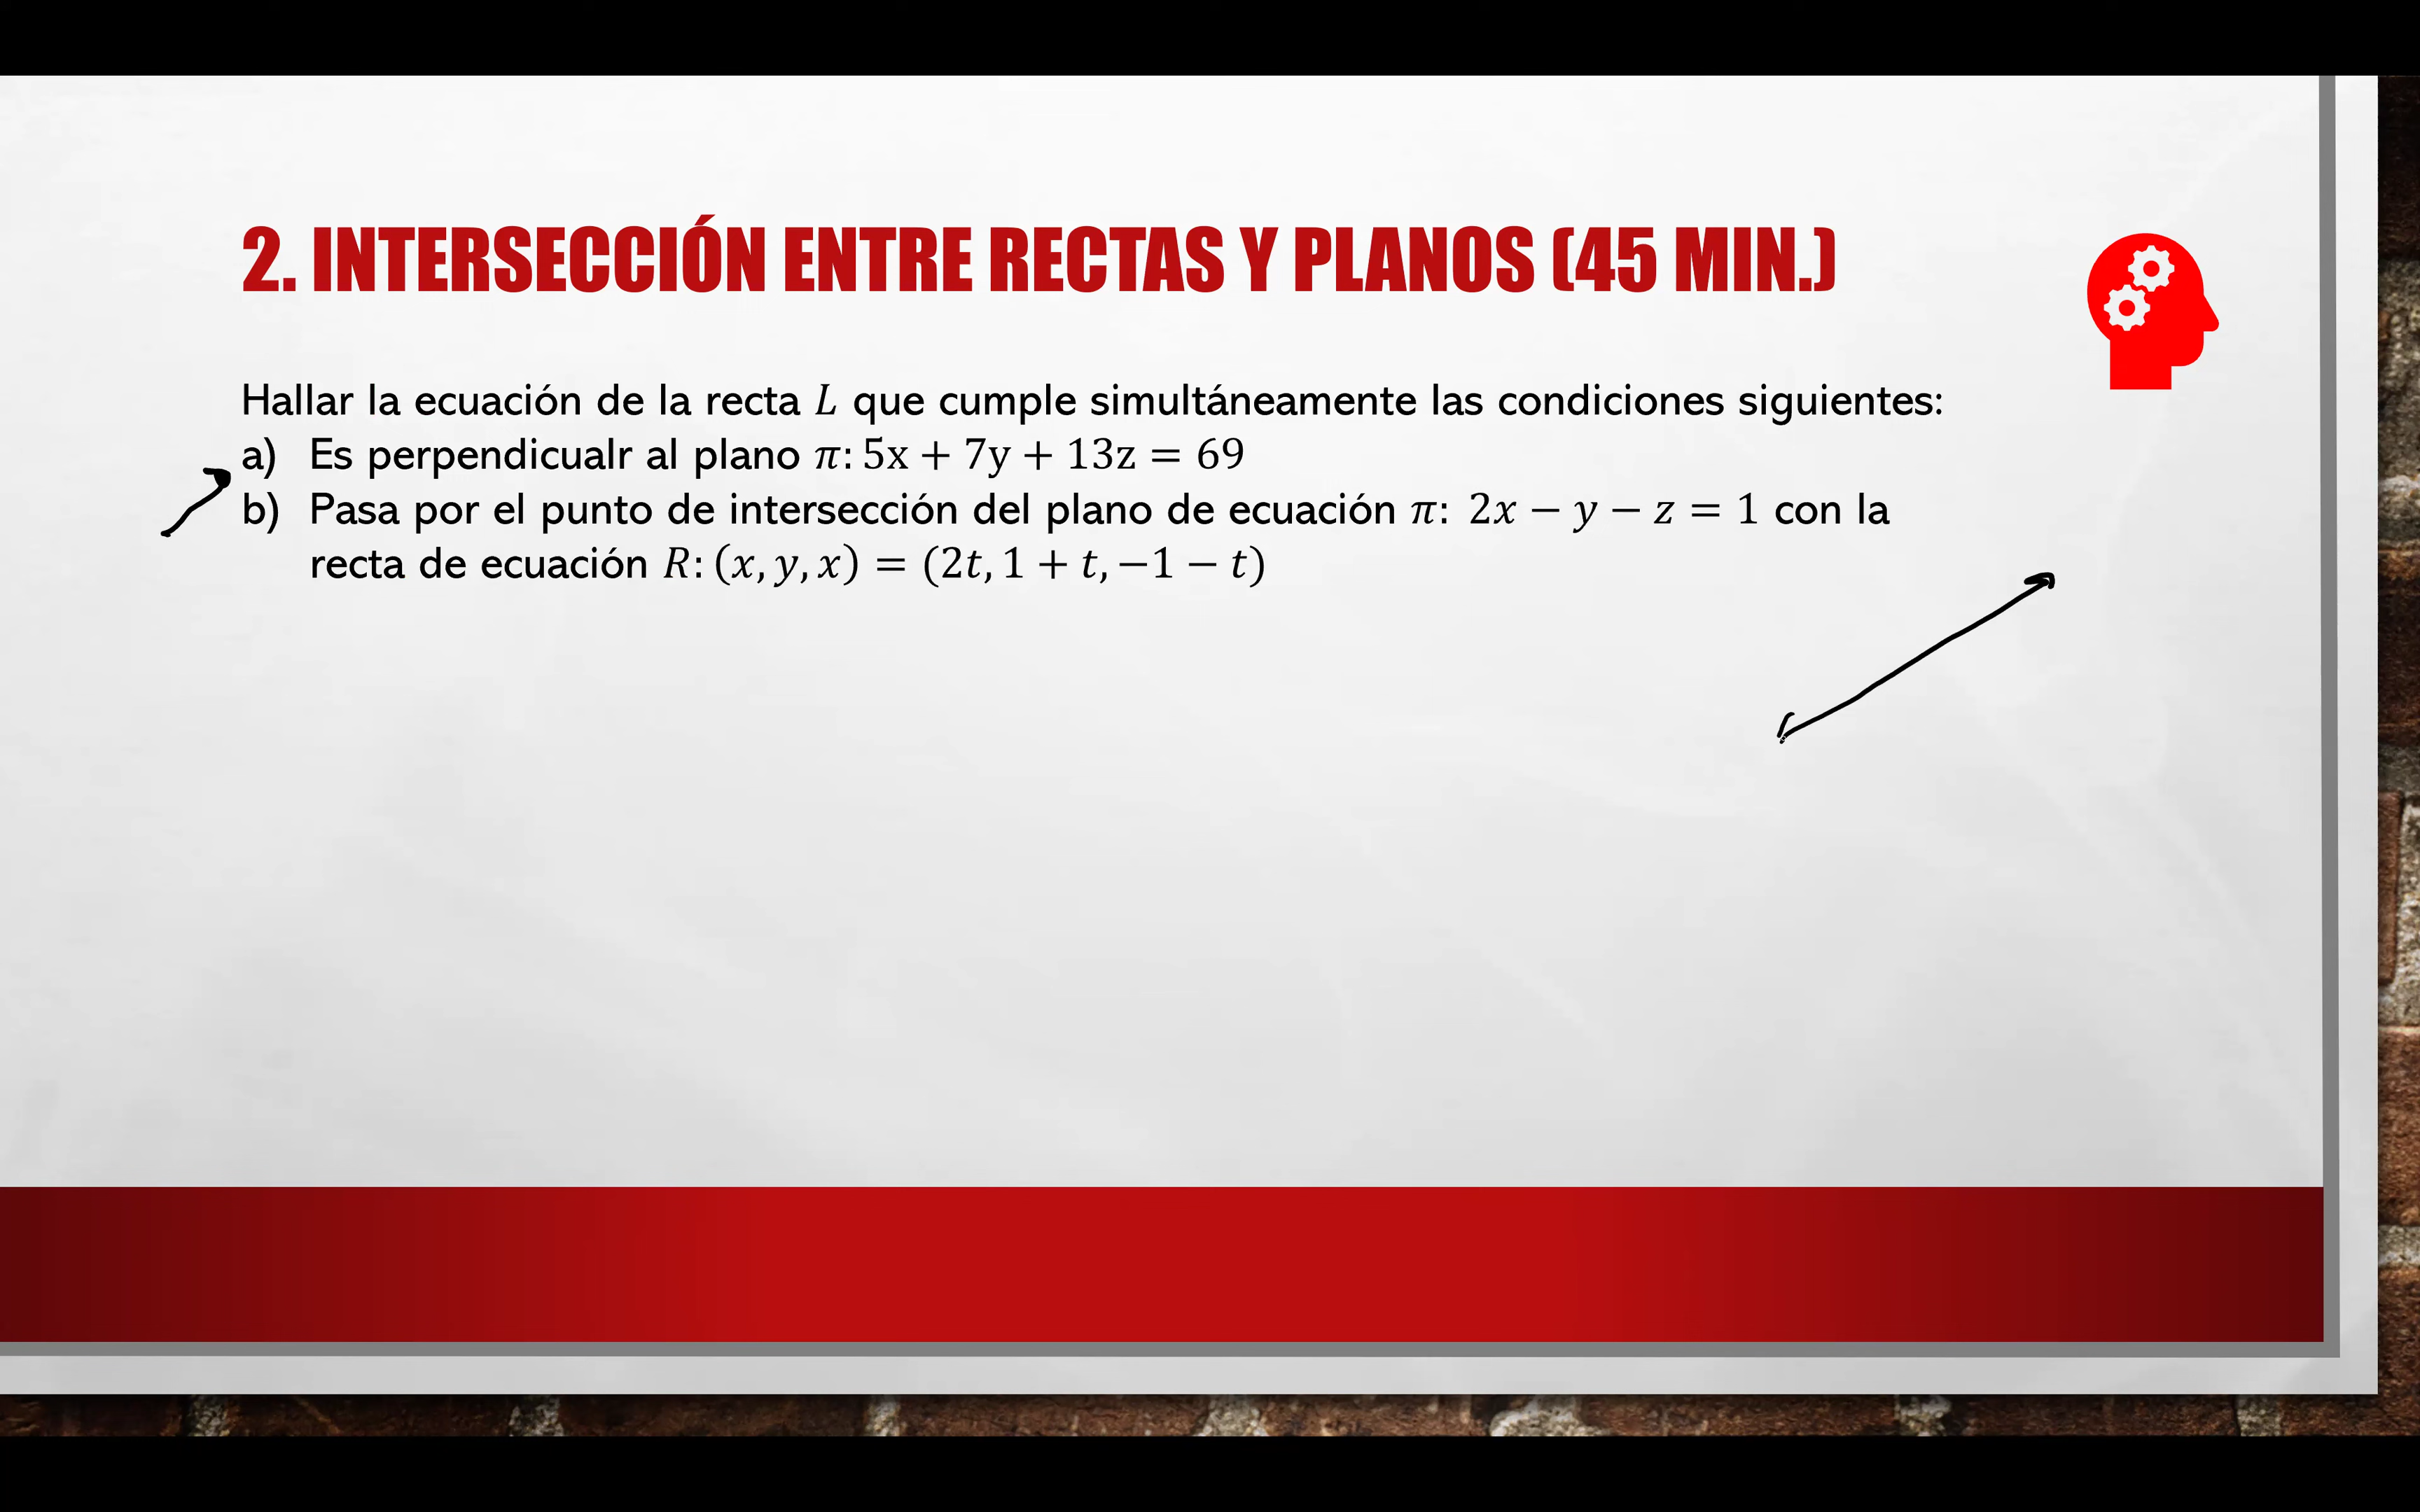 2. INTERSECCIÓN ENTRE RECTAS Y PLANOS (45 MIN.)
Hallar la ecuación de la recta L que cumple simultáneamente las condiciones siguientes:
a) Es perpendicualr al plano π: 5x + 7y + 13z = 69
b) Pasa por el punto de intersección del plano de ecuación π: 2x − y − z = 1 con la
recta de ecuación R: (x, y, x) = (2t, 1 + t, −1 − t)